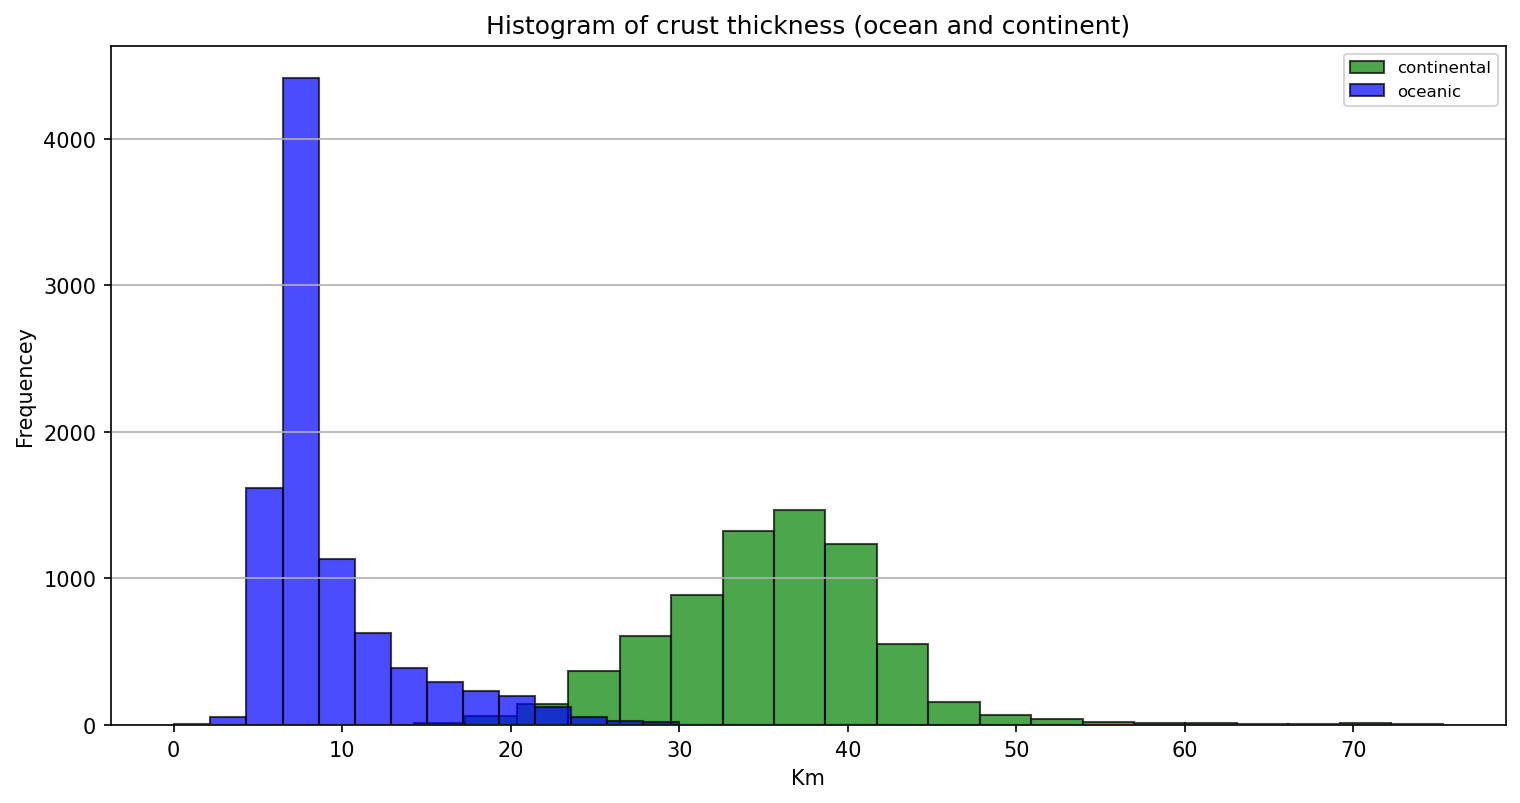 Histogram of crust thickness (ocean and continent)
continental
oceanic
4000
3000
2000
1000
0
Frequencey
0 10 20 30 40 50 60 70
Km